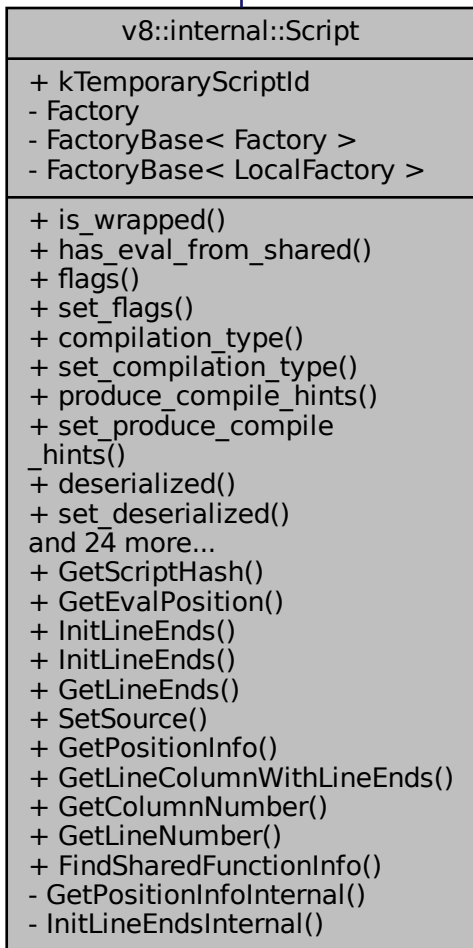 v8::internal::Script
+ kTemporaryScriptId
- Factory
- FactoryBase< Factory >
- FactoryBase< LocalFactory >
+ is_wrapped()
+ has_eval_from_shared()
+ flags()
+ set_flags()
+ compilation_type()
+ set_compilation_type()
+ produce_compile_hints()
+ set_produce_compile
_hints()
+ deserialized()
+ set_deserialized()
and 24 more...
+ GetScriptHash()
+ GetEvalPosition()
+ InitLineEnds()
+ InitLineEnds()
+ GetLineEnds()
+ SetSource()
+ GetPositionInfo()
+ GetLineColumnWithLineEnds()
+ GetColumnNumber()
+ GetLineNumber()
+ FindSharedFunctionInfo()
- GetPositionInfoInternal()
- InitLineEndsInternal()